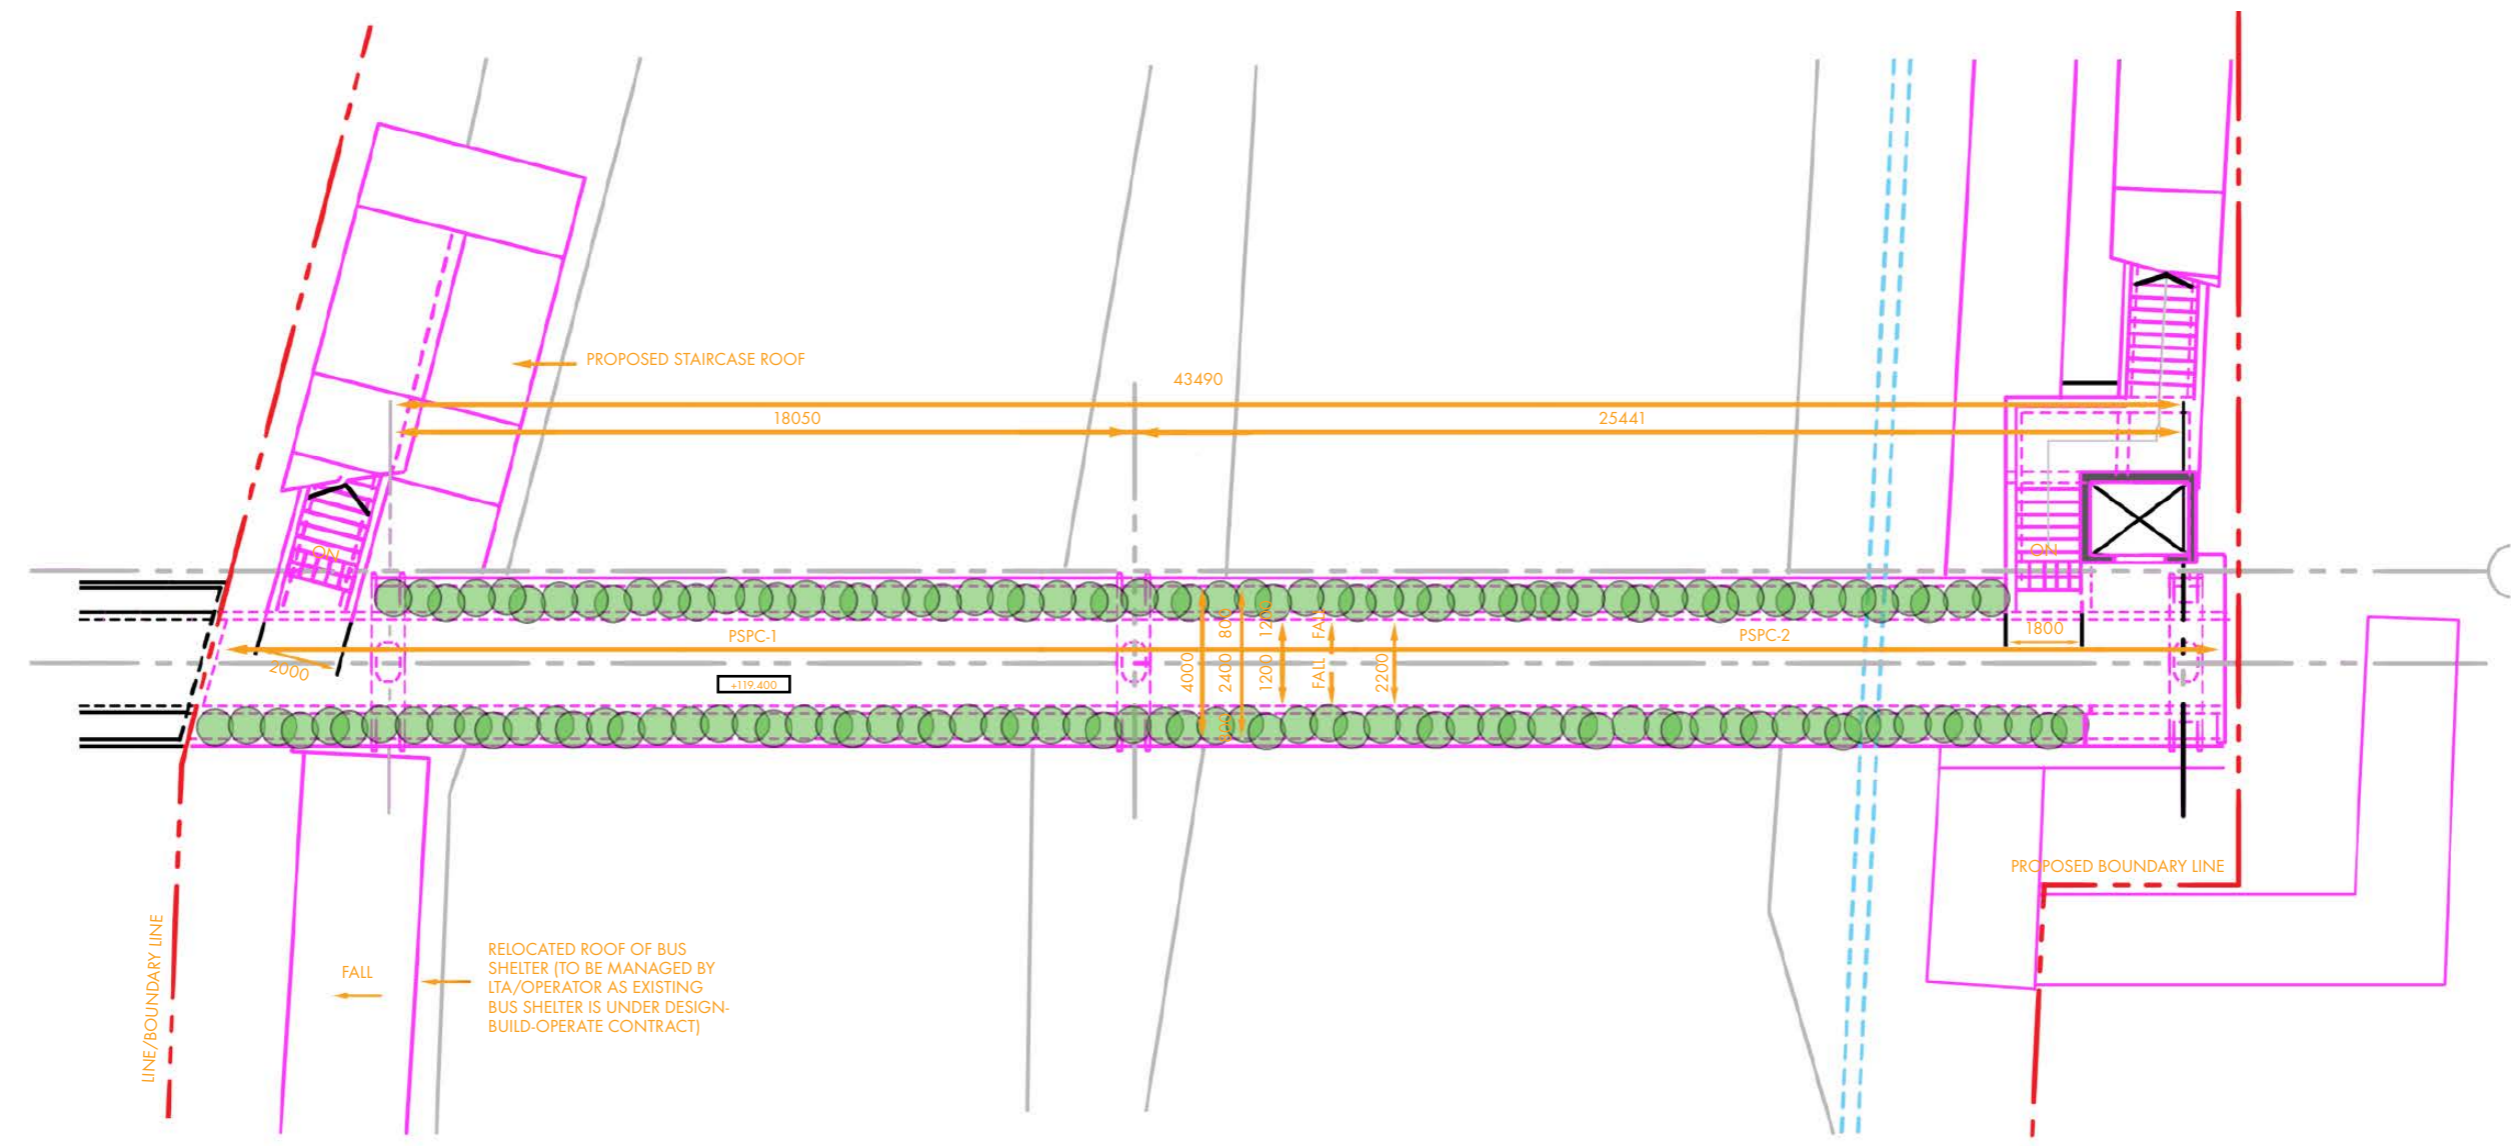 PROPOSED STAIRCASE ROOF
43490
18050
25441
ON
ON
PSPC-1
PSPC-2
1800
2000
+119.400
4000
2400
800
1200
1200
FALL
FALL
2200
PROPOSED BOUNDARY LINE
LINE/BOUNDARY LINE
FALL
RELOCATED ROOF OF BUS
SHELTER (TO BE MANAGED BY
LTA/OPERATOR AS EXISTING
BUS SHELTER IS UNDER DESIGN-
BUILD-OPERATE CONTRACT)